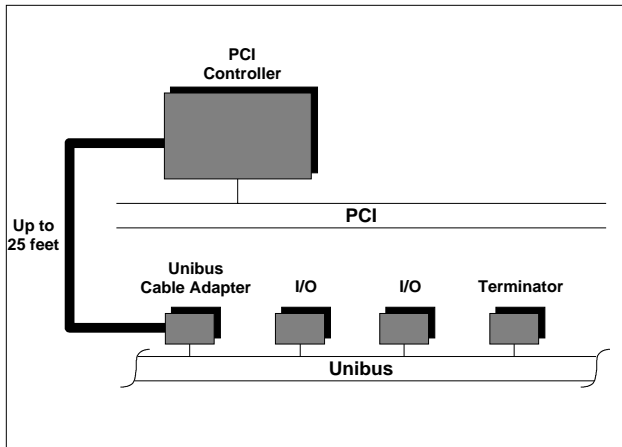 PCI
Controller
PCI
Up to
25 feet
Unibus
Cable Adapter
I/O
I/O
Terminator
Unibus